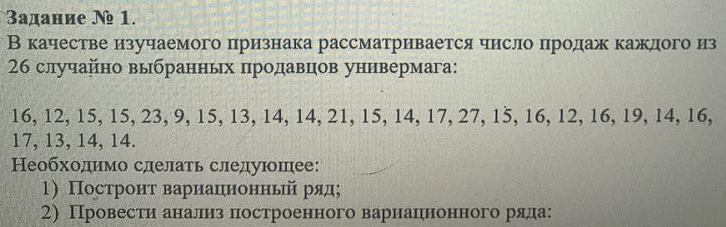 Задание № 1.
В качестве изучаемого признака рассматривается число продаж каждого из
26 случайно выбранных продавцов универмага:
16, 12, 15, 15, 23, 9, 15, 13, 14, 14, 21, 15, 14, 17, 27, 15, 16, 12, 16, 19, 14, 16,
17, 13, 14, 14.
Необходимо сделать следующее:
1) Построит вариационный ряд;
2) Провести анализ построенного вариационного ряда: